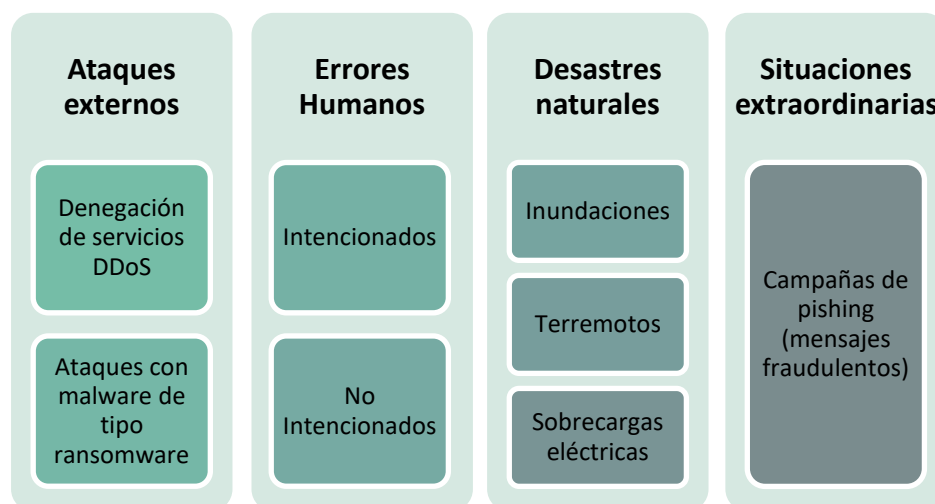 Ataques
externos
Denegación
de servicios
DDoS
Ataques con
malware de
tipo
ransomware
Errores
Humanos
Intencionados
No
Intencionados
Desastres
naturales
Inundaciones
Terremotos
Sobrecargas
eléctricas
Situaciones
extraordinarias
Campañas de
pishing
(mensajes
fraudulentos)